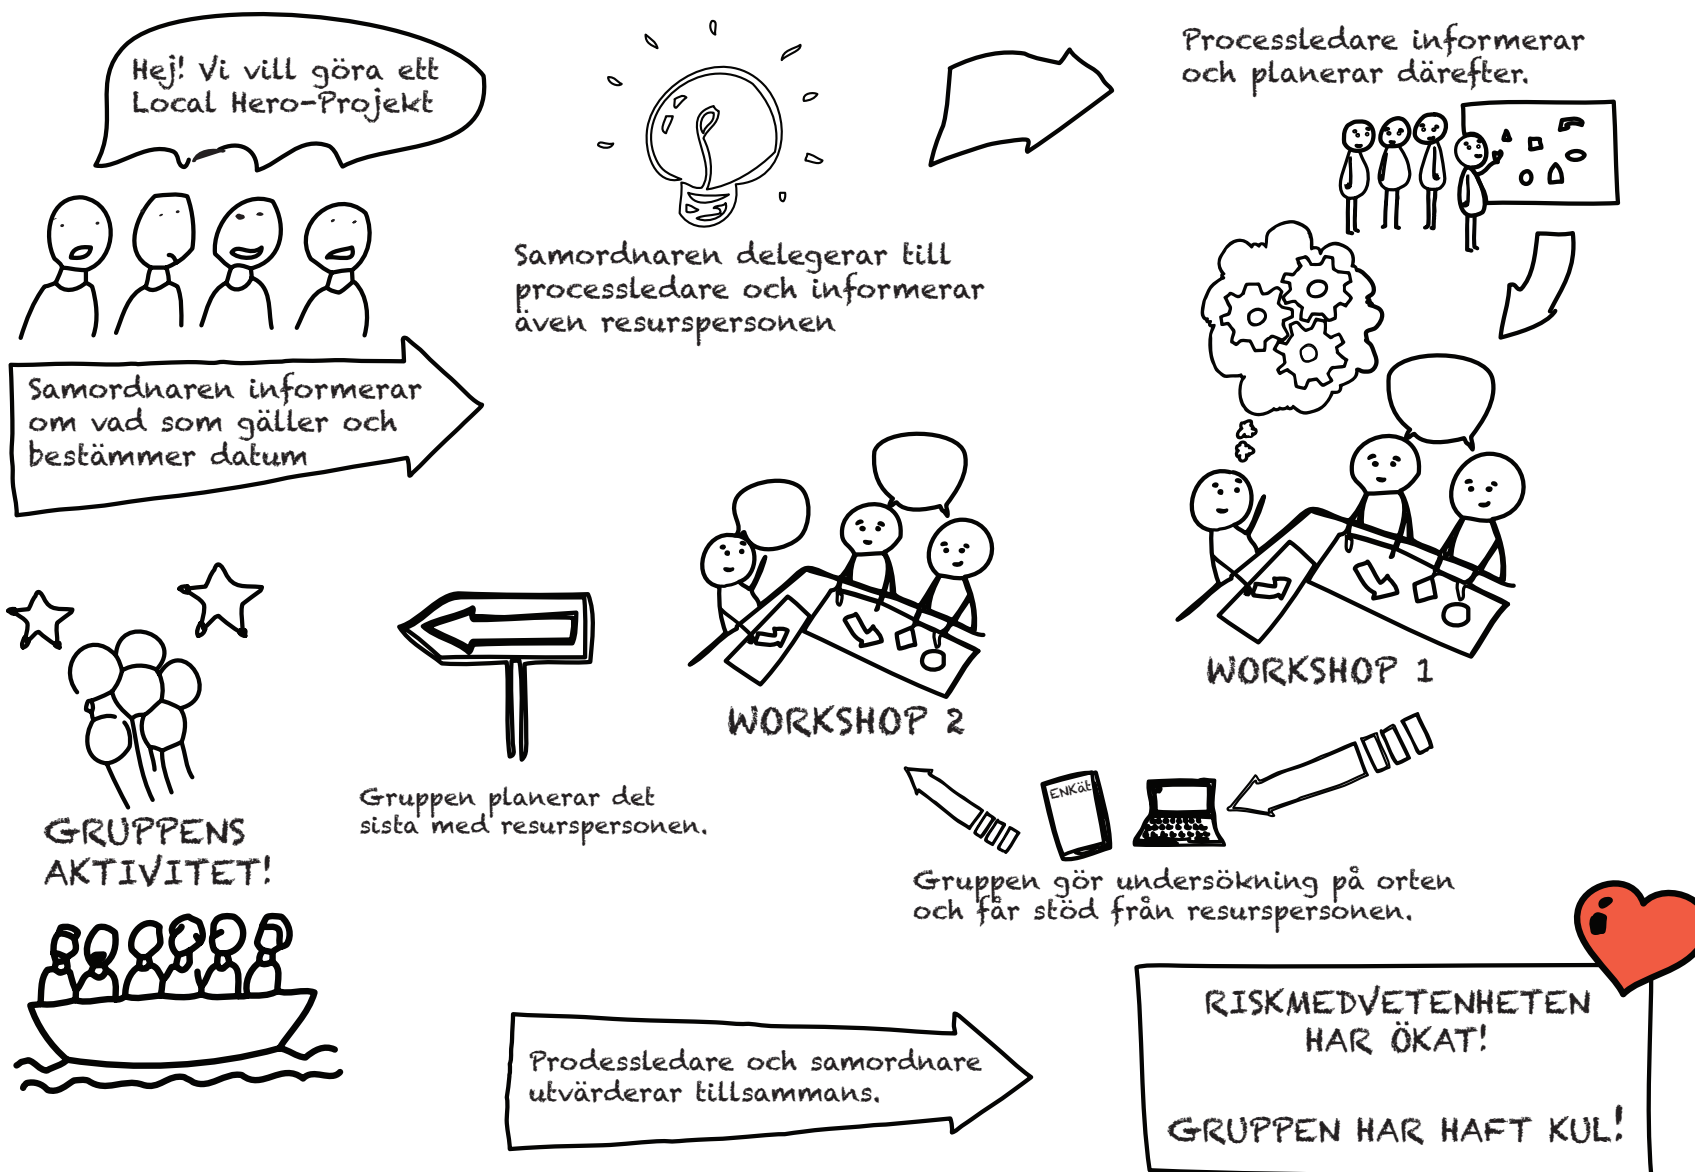 Hej! Vi vill göra ett
Local Hero-Projekt
Samordnaren informerar
om vad som gäller och
bestämmer datum
Samordnaren delegerar till
processledare och informerar
även resurspersonen
Processledare informerar
och planerar därefter.
WORKSHOP 1
ENKät
Gruppen gör undersökning på orten
och får stöd från resurspersonen.
WORKSHOP 2
Gruppen planerar det
sista med resurspersonen.
GRUPPENS
AKTIVITET!
Prodessledare och samordnare
utvärderar tillsammans.
RISKMEDVETENHETEN
HAR ÖKAT!
GRUPPEN HAR HAFT KUL!